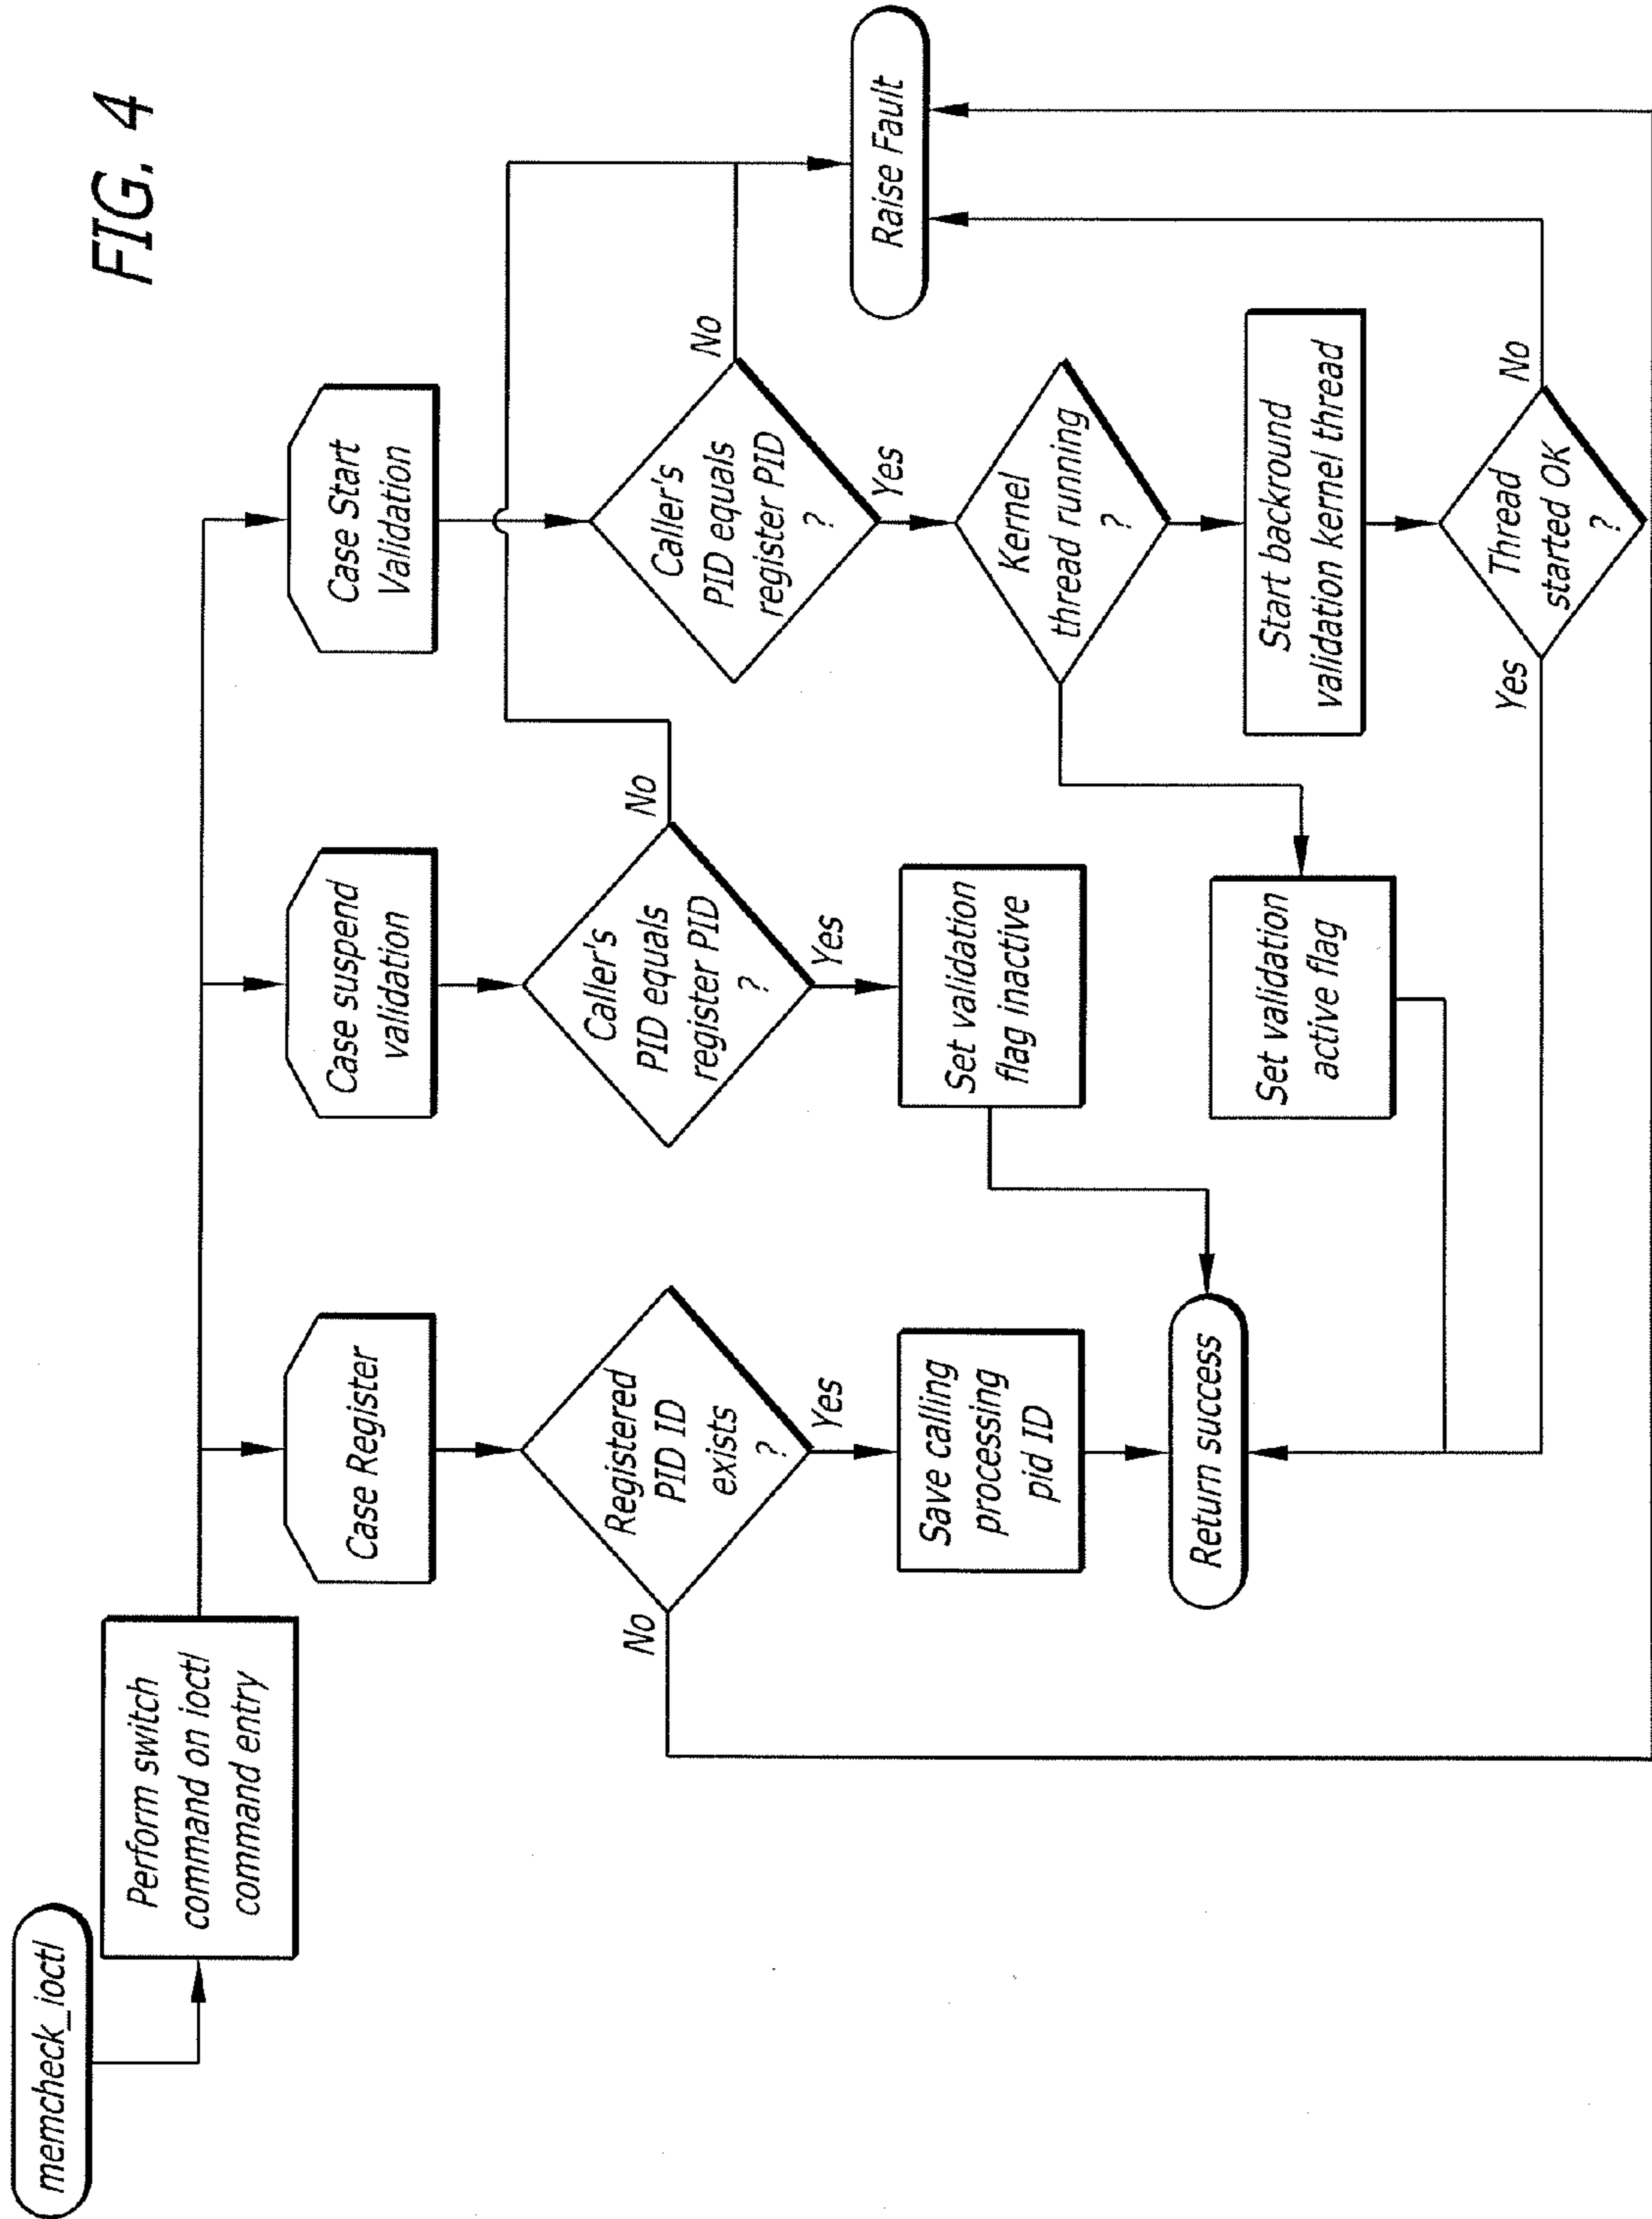 FIG. 4
memcheck_ioctl
Perform switch
command on ioctl
command entry
Case Register
Case suspend
validation
Case Start
Validation
Registered
PID ID
exists
?
No
Yes
Caller's
PID equals
register PID
?
No
Yes
Caller's
PID equals
register PID
?
No
Yes
Save calling
processing
pid ID
Set validation
flag inactive
Kernel
thread running
?
Raise Fault
Return success
Set validation
active flag
Start backround
validation kernel thread
Thread
started OK
?
Yes
No